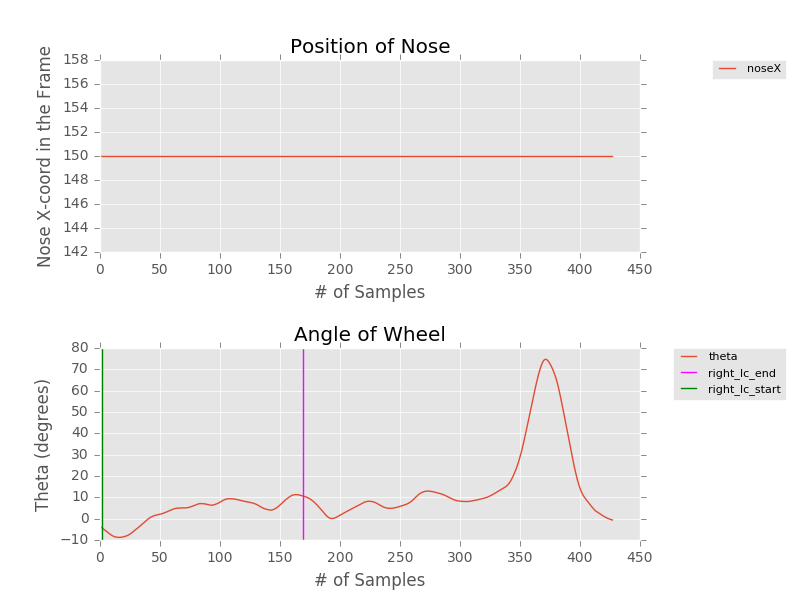 Position of Nose
Nose X-coord in the Frame
158
156
154
152
150
148
146
144
142
0 50 100 150 200 250 300 350 400 450
# of Samples
noseX
Angle of Wheel
Theta (degrees)
80
70
60
50
40
30
20
10
0
−10
0 50 100 150 200 250 300 350 400 450
# of Samples
theta
right_lc_end
right_lc_start